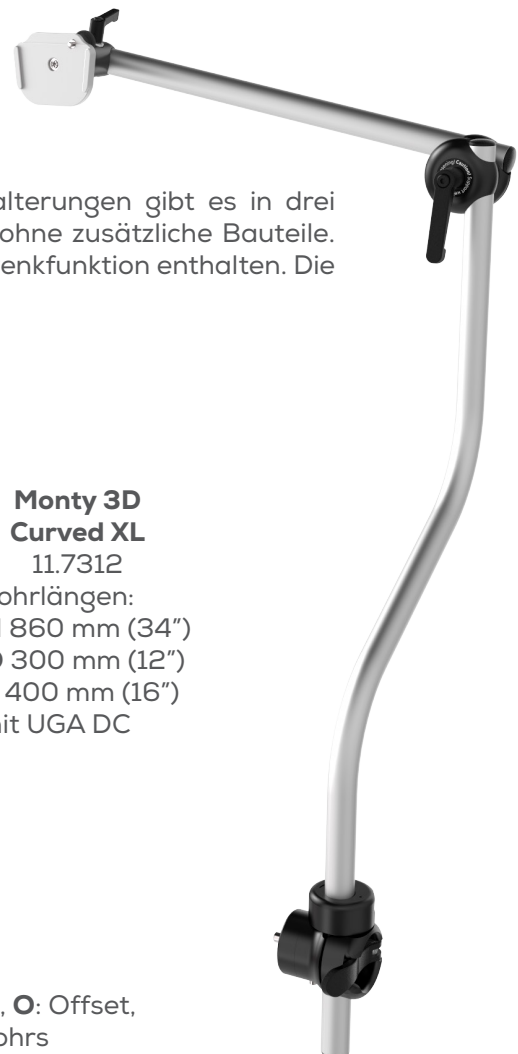 alterungen gibt es in drei
ohne zusätzliche Bauteile.
enkfunktion enthalten. Die
Monty 3D
Curved XL
11.7312
ohrlängen:
860 mm (34”)
300 mm (12”)
400 mm (16”)
nit UGA DC
, O: Offset,
ohrs